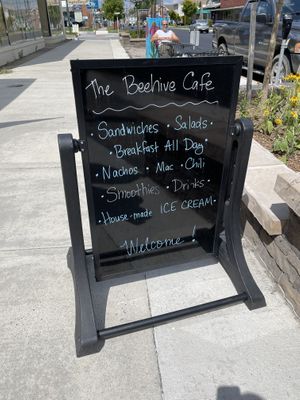 The Beehive Cafe
· Sandwiches · Salads ·
· Breakfast All Day ·
· Nachos · Mac · Chili ·
· Smoothies · Drinks ·
· House-made ICE CREAM ·
Welcome!